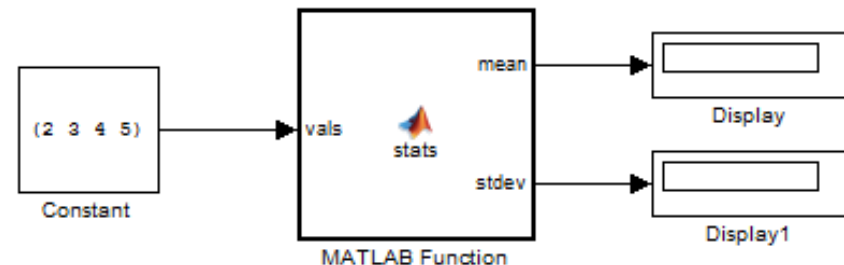 (2 3 4 5)
Constant
vals
stats
mean
stdev
MATLAB Function
Display
Display1